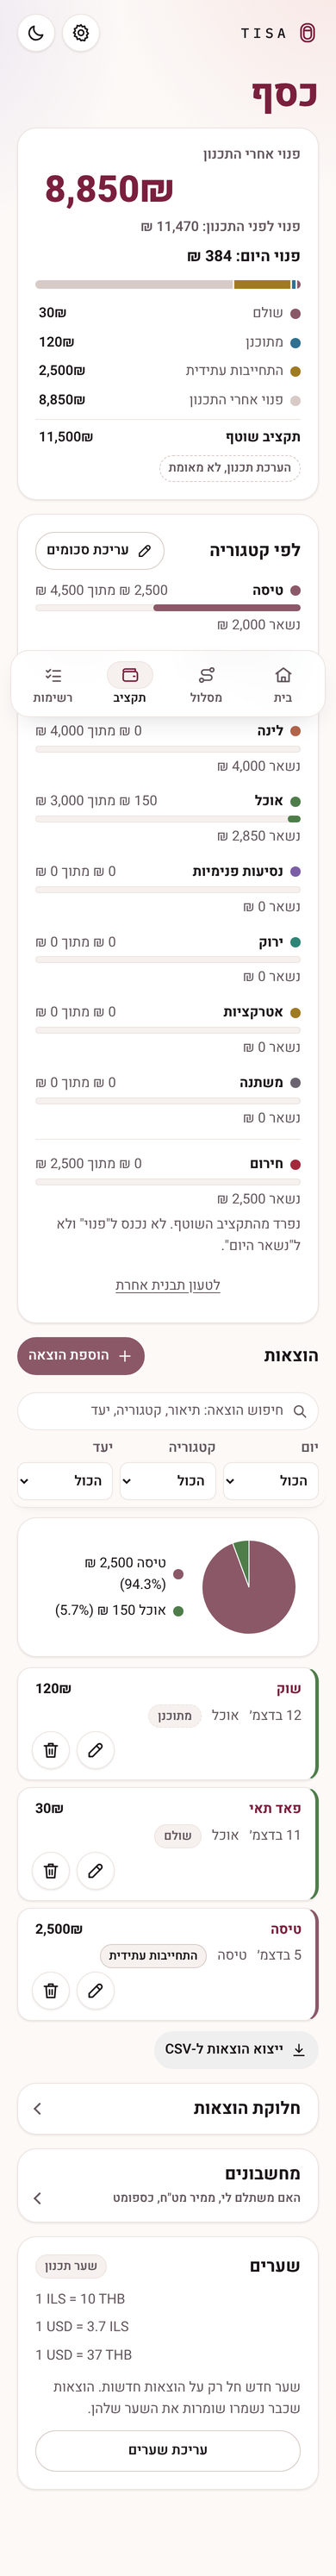 TISA
כסף
פנוי אחרי התכנון
8,850₪
פנוי לפני התכנון: 11,470 ₪
פנוי היום: 384 ₪
שולם 30₪
מתוכנן 120₪
התחייבות עתידית 2,500₪
פנוי אחרי התכנון 8,850₪
תקציב שוטף 11,500₪
הערכת תכנון, לא מאומת
לפי קטגוריה עריכת סכומים
טיסה 2,500 ₪ מתוך 4,500 ₪
נשאר 2,000 ₪
בית מסלול תקציב רשימות
לינה 0 ₪ מתוך 4,000 ₪
נשאר 4,000 ₪
אוכל 150 ₪ מתוך 3,000 ₪
נשאר 2,850 ₪
נסיעות פנימיות 0 ₪ מתוך 0 ₪
נשאר 0 ₪
ירוק 0 ₪ מתוך 0 ₪
נשאר 0 ₪
אטרקציות 0 ₪ מתוך 0 ₪
נשאר 0 ₪
משתנה 0 ₪ מתוך 0 ₪
נשאר 0 ₪
חירום 0 ₪ מתוך 2,500 ₪
נשאר 2,500 ₪
נפרד מהתקציב השוטף. לא נכנס ל"פנוי" ולא
ל"נשאר היום".
לטעון תבנית אחרת
הוצאות הוספת הוצאה
חיפוש הוצאה: תיאור, קטגוריה, יעד
יום קטגוריה יעד
הכול הכול הכול
טיסה 2,500 ₪
(94.3%)
אוכל 150 ₪ (5.7%)
שוק 120₪
12 בדצמ׳ אוכל מתוכנן
פאד תאי 30₪
11 בדצמ׳ אוכל שולם
טיסה 2,500₪
5 בדצמ׳ טיסה התחייבות עתידית
ייצוא הוצאות ל-CSV
חלוקת הוצאות
מחשבונים
האם משתלם לי, ממיר מט"ח, כספומט
שערים שער תכנון
1 ILS = 10 THB
1 USD = 3.7 ILS
1 USD = 37 THB
שער חדש חל רק על הוצאות חדשות. הוצאות
שכבר נשמרו שומרות את השער שלהן.
עריכת שערים